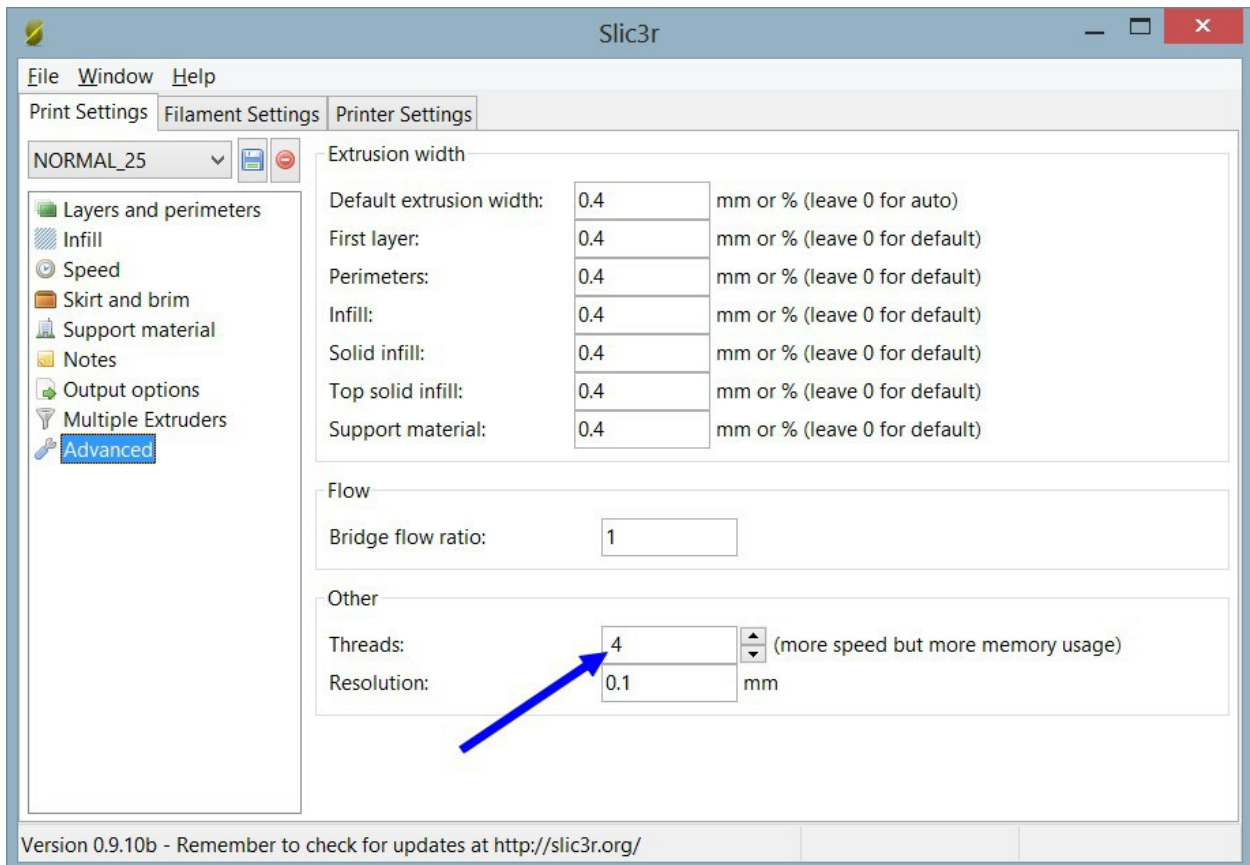 Slic3r
File Window Help
Print Settings Filament Settings Printer Settings
NORMAL_25
Layers and perimeters
Infill
Speed
Skirt and brim
Support material
Notes
Output options
Multiple Extruders
Advanced
Extrusion width
Default extrusion width: 0.4 mm or % (leave 0 for auto)
First layer: 0.4 mm or % (leave 0 for default)
Perimeters: 0.4 mm or % (leave 0 for default)
Infill: 0.4 mm or % (leave 0 for default)
Solid infill: 0.4 mm or % (leave 0 for default)
Top solid infill: 0.4 mm or % (leave 0 for default)
Support material: 0.4 mm or % (leave 0 for default)
Flow
Bridge flow ratio: 1
Other
Threads: 4 (more speed but more memory usage)
Resolution: 0.1 mm
Version 0.9.10b - Remember to check for updates at http://slic3r.org/